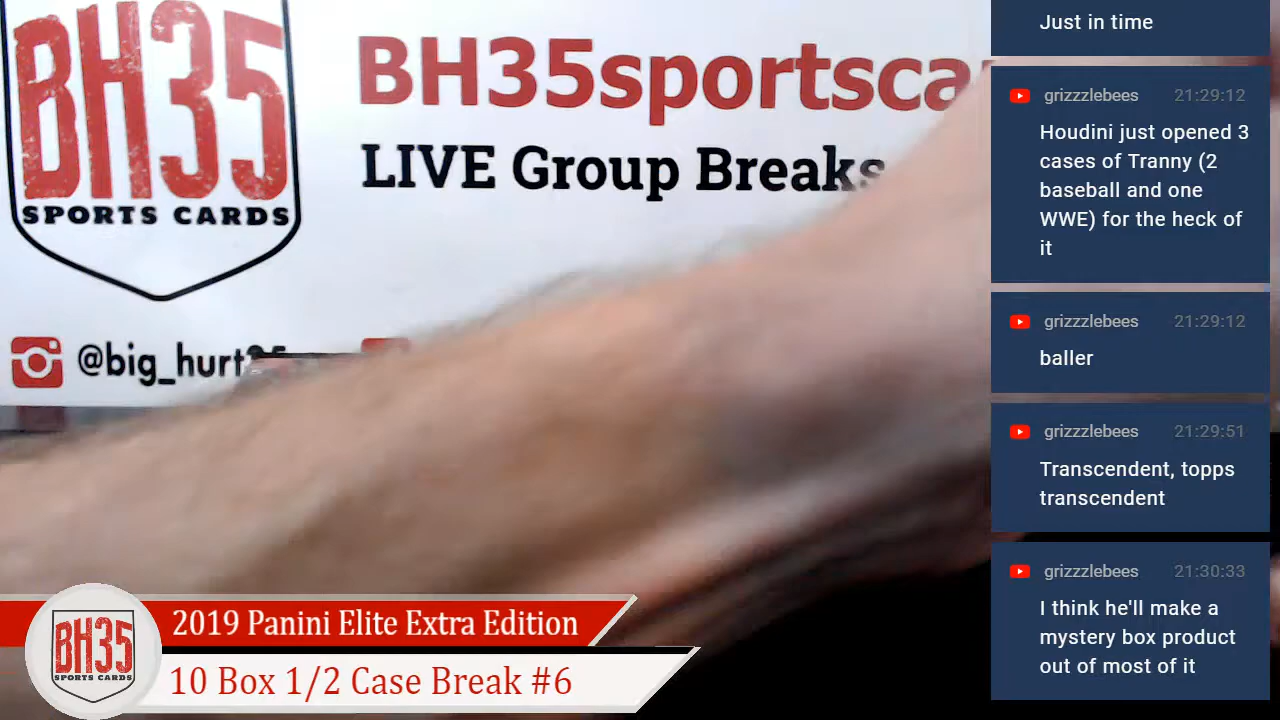 BH35
SPORTS CARDS
BH35sportsca
LIVE Group Breaks
@big_hurt35
Just in time
grizzzlebees 21:29:12
Houdini just opened 3
cases of Tranny (2
baseball and one
WWE) for the heck of
it
grizzzlebees 21:29:12
baller
grizzzlebees 21:29:51
Transcendent, topps
transcendent
grizzzlebees 21:30:33
I think he'll make a
mystery box product
out of most of it
BH35
SPORTS CARDS
2019 Panini Elite Extra Edition
10 Box 1/2 Case Break #6